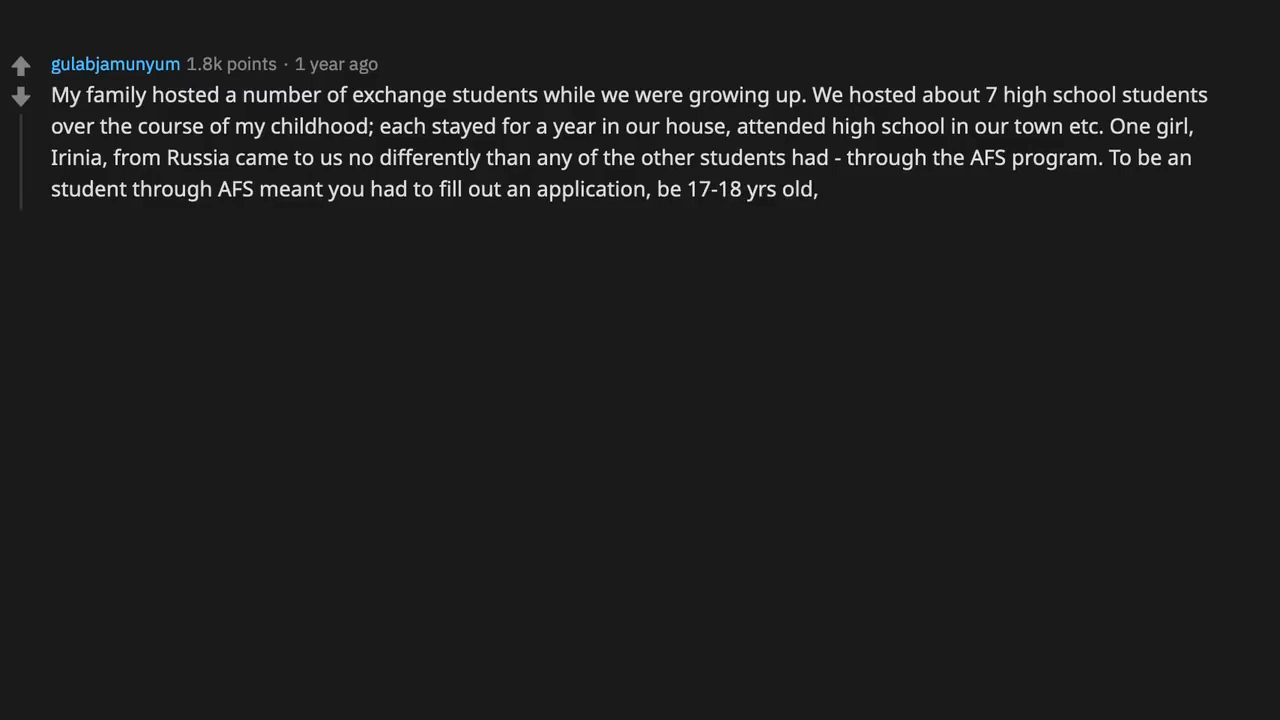 gulabjamunyum 1.8k points · 1 year ago
My family hosted a number of exchange students while we were growing up. We hosted about 7 high school students
over the course of my childhood; each stayed for a year in our house, attended high school in our town etc. One girl,
Irinia, from Russia came to us no differently than any of the other students had - through the AFS program. To be an
student through AFS meant you had to fill out an application, be 17-18 yrs old,